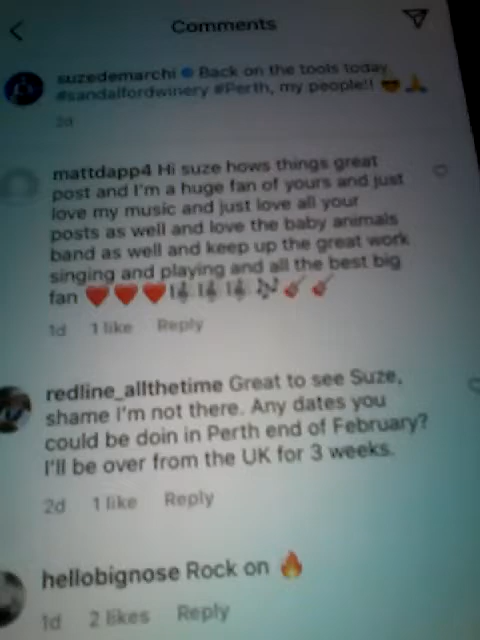 Comments
suzedemarchi Back on the tools today
#sandalfordwinery #Perth, my people!! 😎🙏
2d
mattdapp4 Hi suze hows things great
post and I'm a huge fan of yours and just
love my music and just love all your
posts as well and love the baby animals
band as well and keep up the great work
singing and playing and all the best big
fan ❤️❤️❤️🎼🎼🎼🎶🎸🎸
1d 1 like Reply
redline_allthetime Great to see Suze,
shame I'm not there. Any dates you
could be doin in Perth end of February?
I'll be over from the UK for 3 weeks.
2d 1 like Reply
hellobignose Rock on 🔥
1d 2 likes Reply